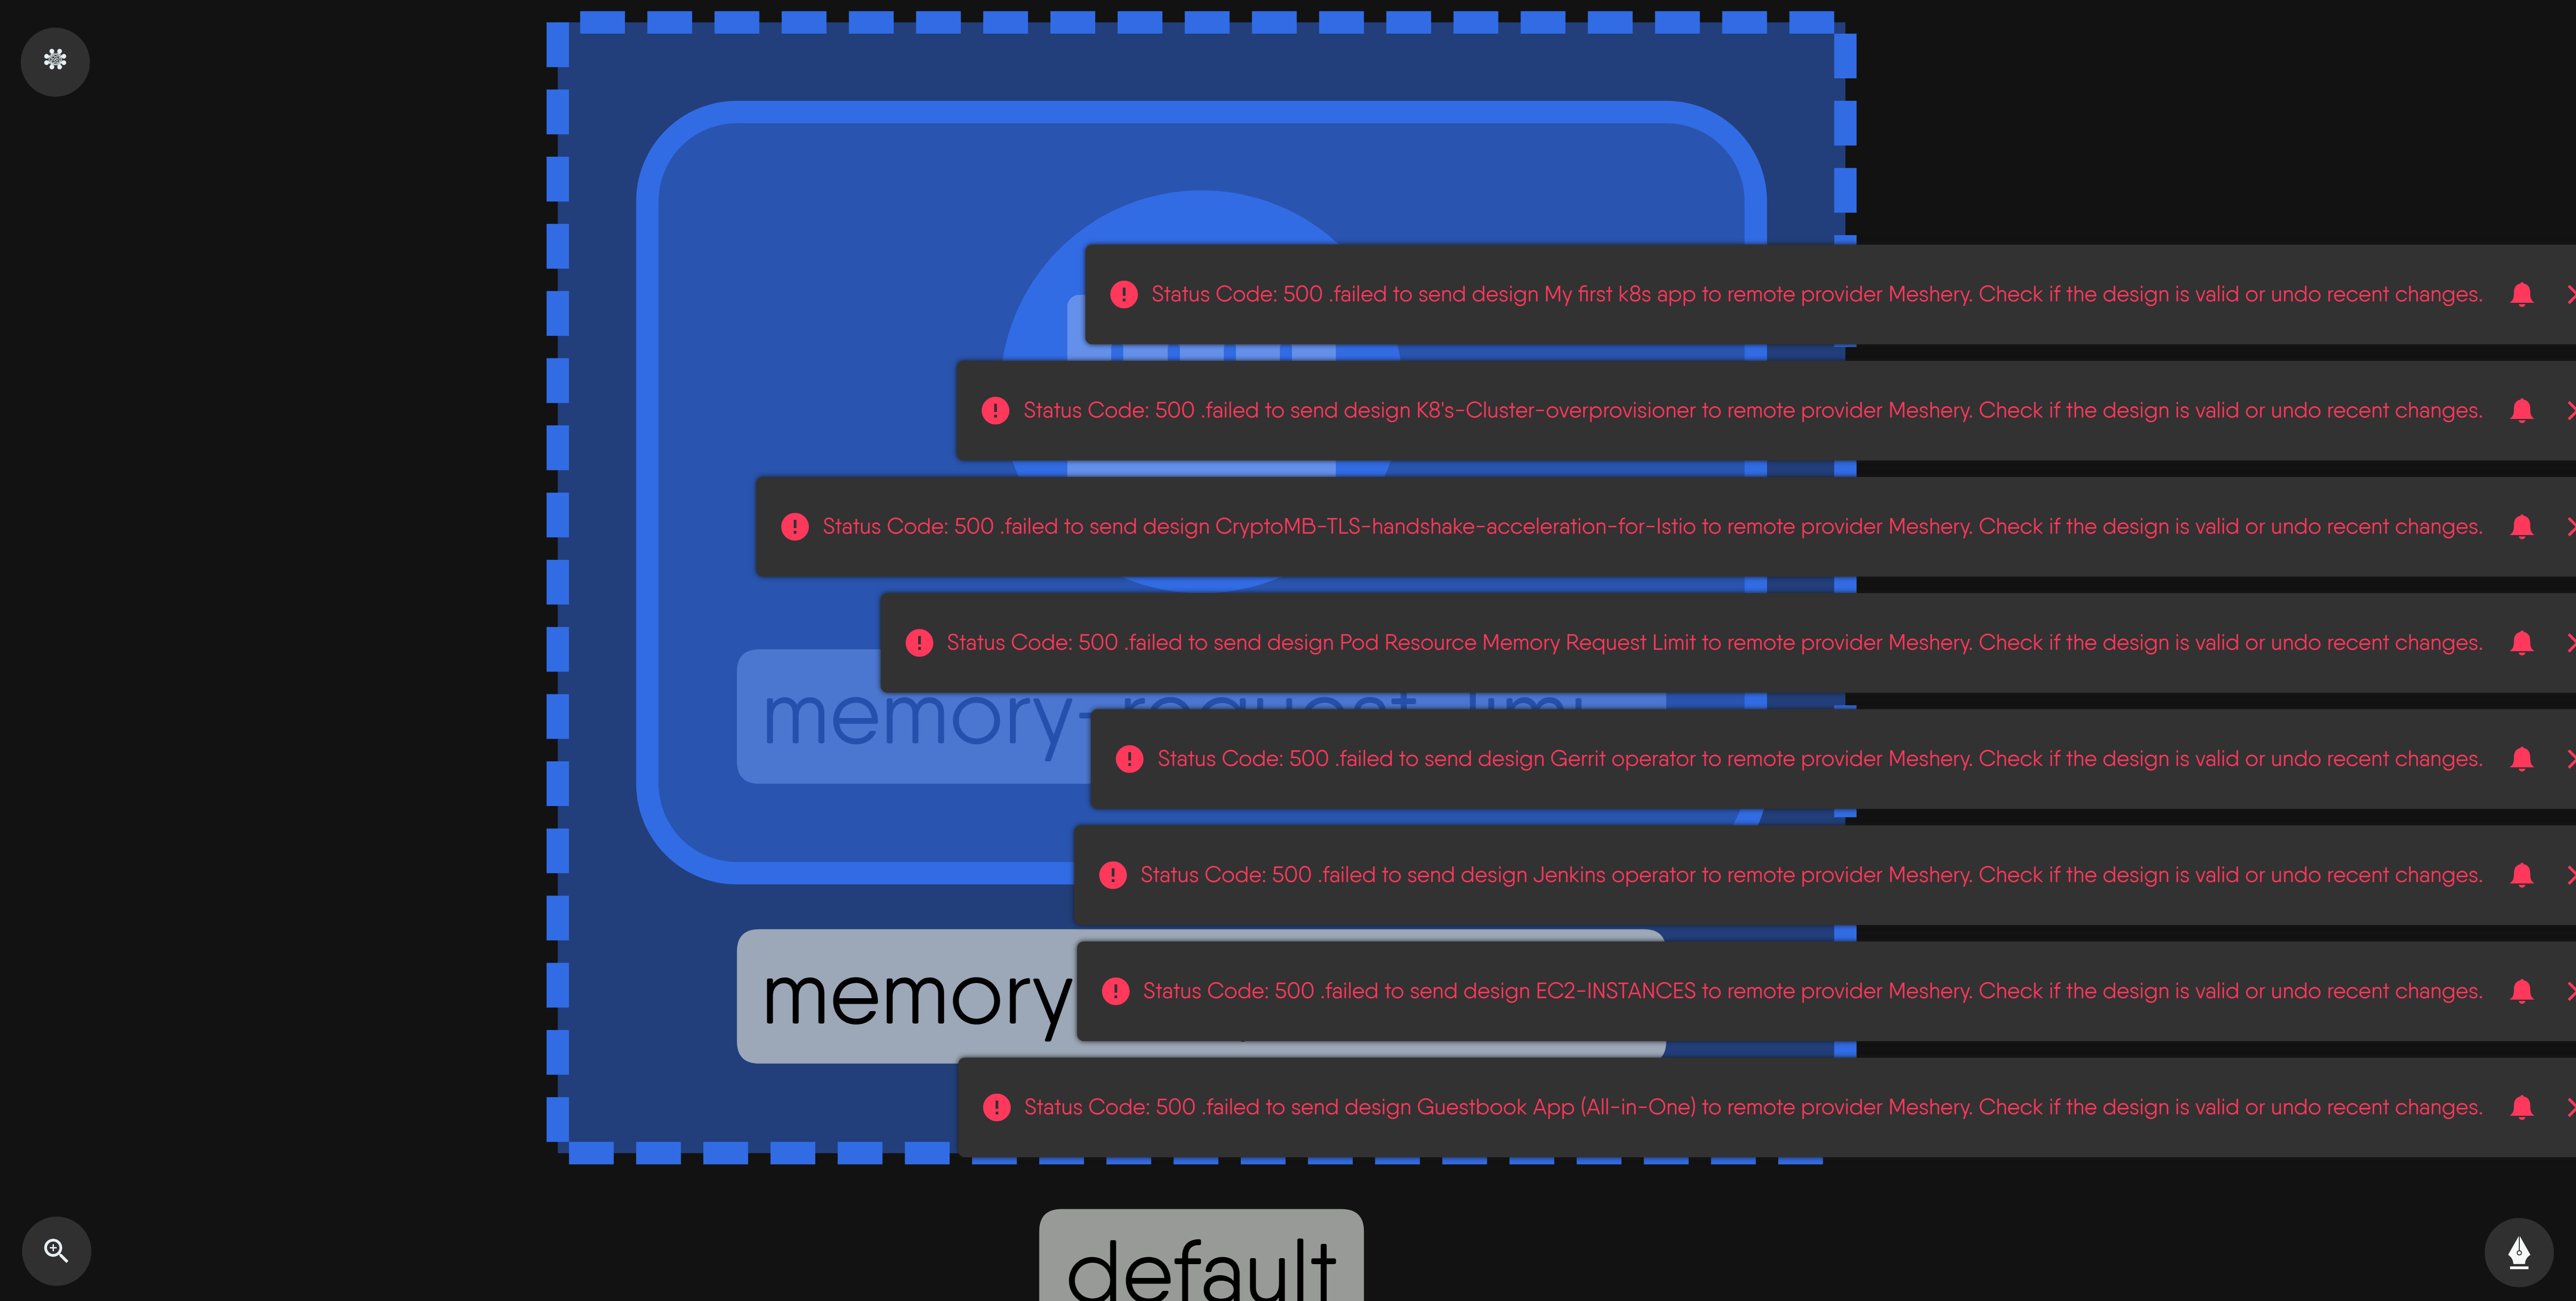 Status Code: 500 .failed to send design My first k8s app to remote provider Meshery. Check if the design is valid or undo recent changes.
Status Code: 500 .failed to send design K8's-Cluster-overprovisioner to remote provider Meshery. Check if the design is valid or undo recent changes.
Status Code: 500 .failed to send design CryptoMB-TLS-handshake-acceleration-for-Istio to remote provider Meshery. Check if the design is valid or undo recent changes.
Status Code: 500 .failed to send design Pod Resource Memory Request Limit to remote provider Meshery. Check if the design is valid or undo recent changes.
memory-request-limi
Status Code: 500 .failed to send design Gerrit operator to remote provider Meshery. Check if the design is valid or undo recent changes.
Status Code: 500 .failed to send design Jenkins operator to remote provider Meshery. Check if the design is valid or undo recent changes.
memory
Status Code: 500 .failed to send design EC2-INSTANCES to remote provider Meshery. Check if the design is valid or undo recent changes.
Status Code: 500 .failed to send design Guestbook App (All-in-One) to remote provider Meshery. Check if the design is valid or undo recent changes.
default